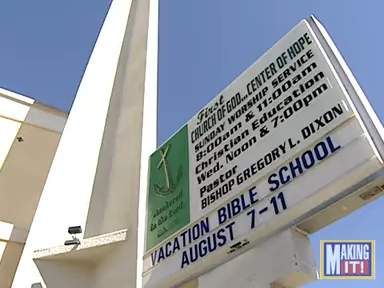 First
CHURCH OF GOD...CENTER OF HOPE
SUNDAY WORSHIP SERVICE
8:00am & 11:00am
Christian Education
Wed. Noon & 7:00pm
Pastor
BISHOP GREGORY L. DIXON
VACATION BIBLE SCHOOL
AUGUST 7-11
MAKING
IT!